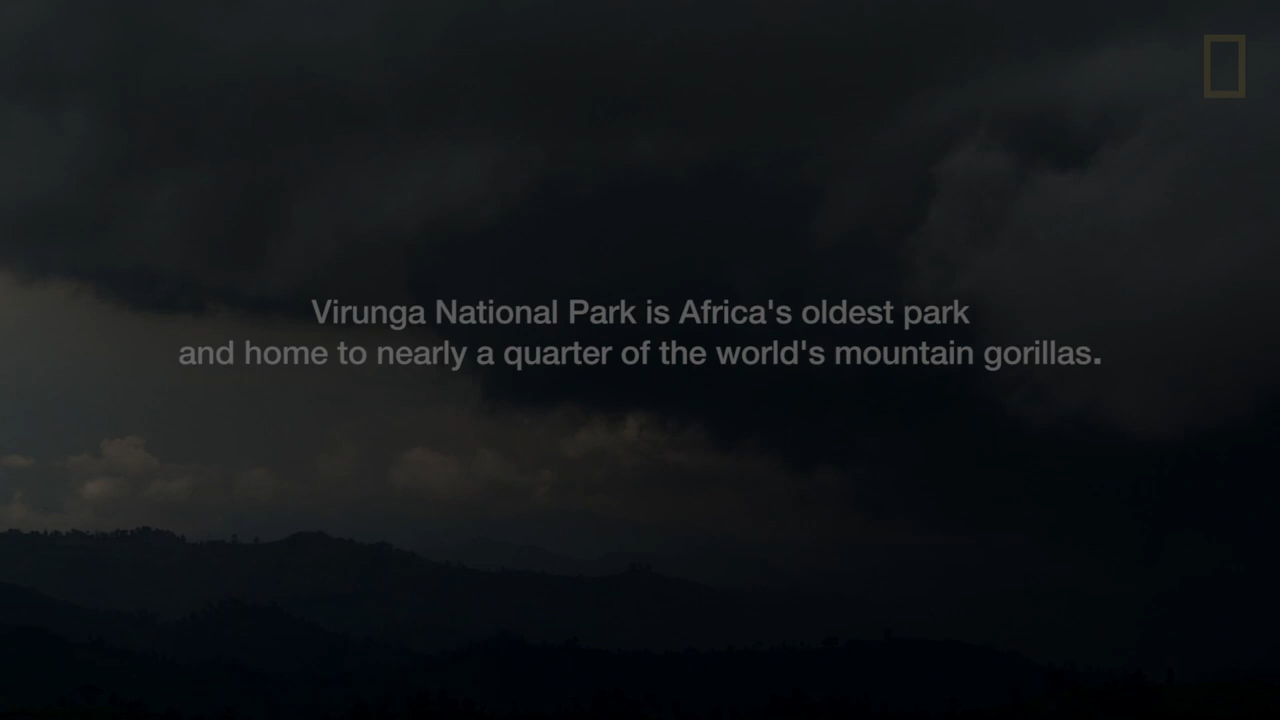 Virunga National Park is Africa's oldest park
and home to nearly a quarter of the world's mountain gorillas.